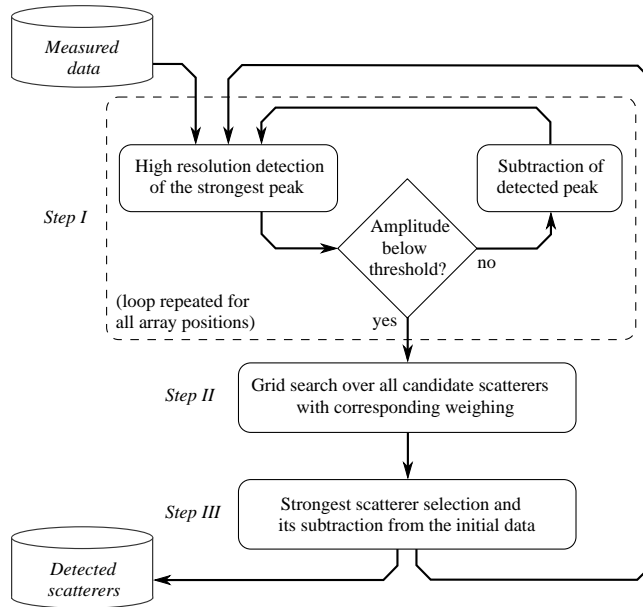 Measured
data
High resolution detection
of the strongest peak
Subtraction of
detected peak
Step I
Amplitude
below
threshold?
no
(loop repeated for
all array positions)
yes
Step II
Grid search over all candidate scatterers
with corresponding weighing
Step III
Strongest scatterer selection and
its subtraction from the initial data
Detected
scatterers